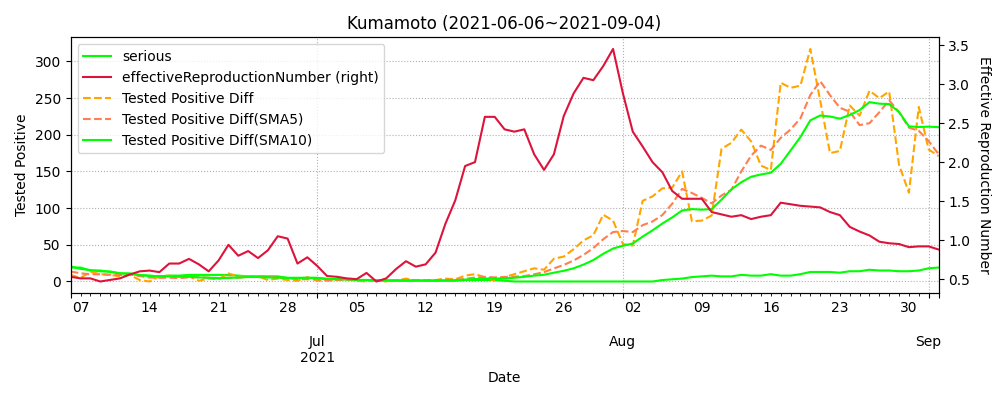 Kumamoto (2021-06-06~2021-09-04)
serious
effectiveReproductionNumber (right)
Tested Positive Diff
Tested Positive Diff(SMA5)
Tested Positive Diff(SMA10)
Tested Positive
300
250
200
150
100
50
0
Effective Reproduction Number
3.5
3.0
2.5
2.0
1.5
1.0
0.5
07 14 21 28 05 12 19 26 02 09 16 23 30
Jul Aug Sep
2021
Date